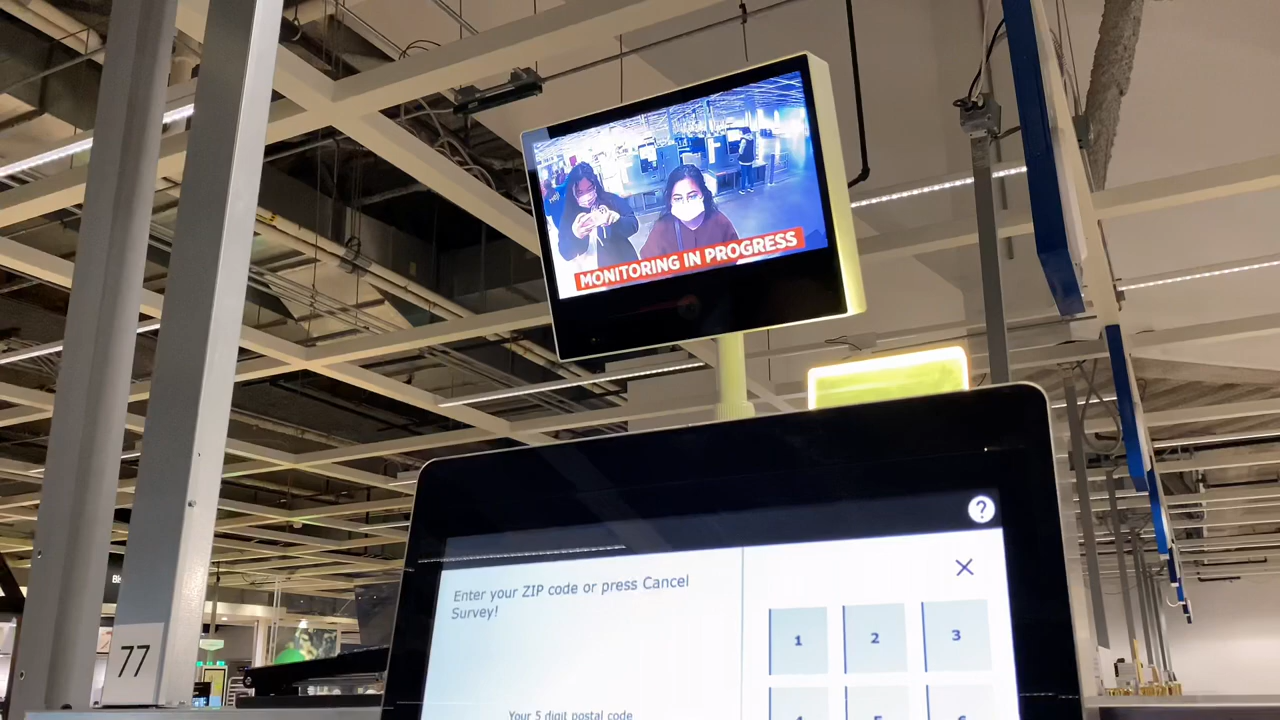 MONITORING IN PROGRESS
?
Enter your ZIP code or press Cancel
Survey!
1 2 3
77
Your 5 digit postal code